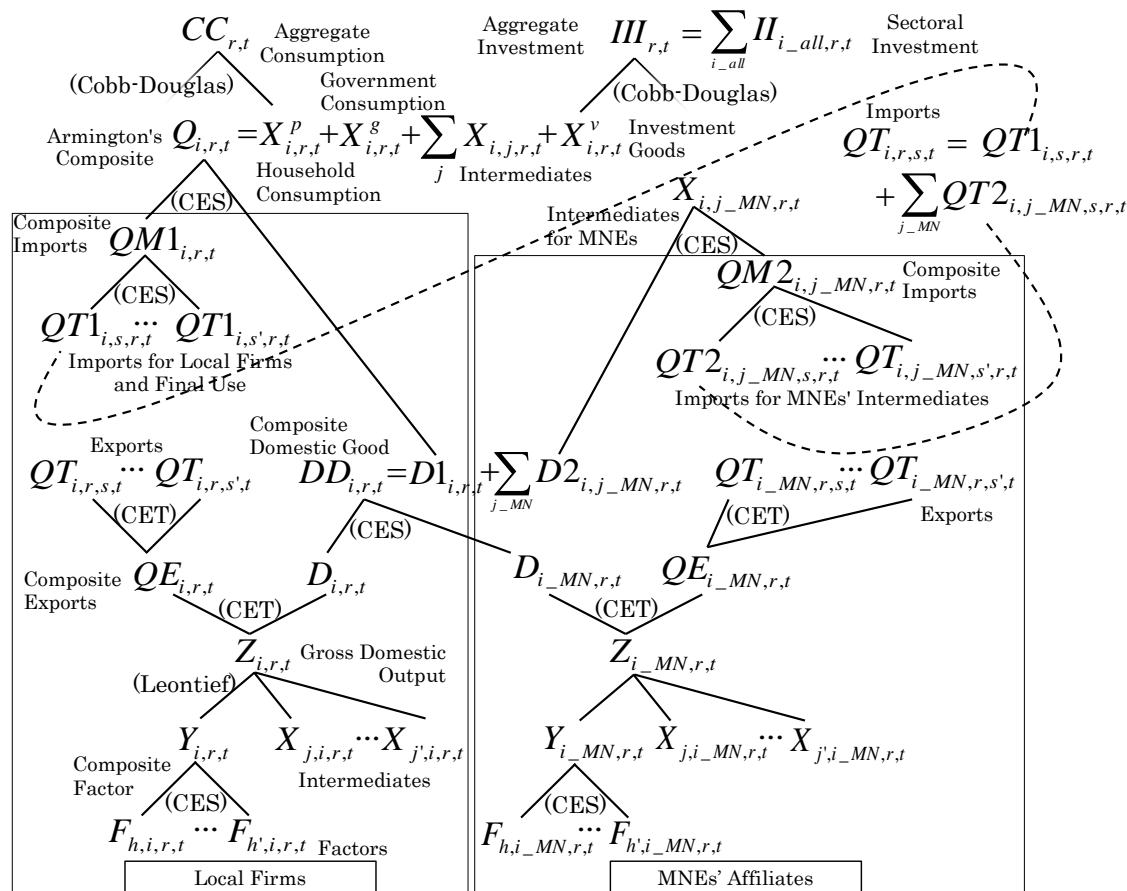 CC_{r,t} Aggregate Consumption
Aggregate Investment III_{r,t} = ∑_{i_all} II_{i_all,r,t} Sectoral Investment
(Cobb-Douglas)
Government Consumption
(Cobb-Douglas)
Armington's Composite Q_{i,r,t} = X^p_{i,r,t} + X^g_{i,r,t} + ∑_j X_{i,j,r,t} + X^v_{i,r,t} Investment Goods
Household Consumption
Intermediates
Imports
QT_{i,r,s,t} = QT1_{i,s,r,t}
+ ∑_{j_MN} QT2_{i,j_MN,s,r,t}
(CES)
Composite Imports QM1_{i,r,t}
(CES)
QT1_{i,s,r,t} ... QT1_{i,s',r,t}
Imports for Local Firms
and Final Use
X_{i,j_MN,r,t}
Intermediates for MNEs
(CES)
QM2_{i,j_MN,r,t} Composite Imports
(CES)
QT2_{i,j_MN,s,r,t} ... QT_{i,j_MN,s',r,t}
Imports for MNEs' Intermediates
Exports
QT_{i,r,s,t} ... QT_{i,r,s',t}
(CET)
Composite Domestic Good
DD_{i,r,t} = D1_{i,r,t} + ∑_{j_MN} D2_{i,j_MN,r,t}
(CES)
QT_{i_MN,r,s,t} ... QT_{i_MN,r,s',t}
(CET)
Exports
Composite Exports QE_{i,r,t} D_{i,r,t}
(CET)
D_{i_MN,r,t} QE_{i_MN,r,t}
(CET)
Z_{i,r,t} Gross Domestic Output
(Leontief)
Y_{i,r,t} X_{j,i,r,t} ... X_{j',i,r,t}
Composite Factor
Intermediates
(CES)
F_{h,i,r,t} ... F_{h',i,r,t} Factors
Local Firms
Z_{i_MN,r,t}
Y_{i_MN,r,t} X_{j,i_MN,r,t} ... X_{j',i_MN,r,t}
(CES)
F_{h,i_MN,r,t} ... F_{h',i_MN,r,t}
MNEs' Affiliates